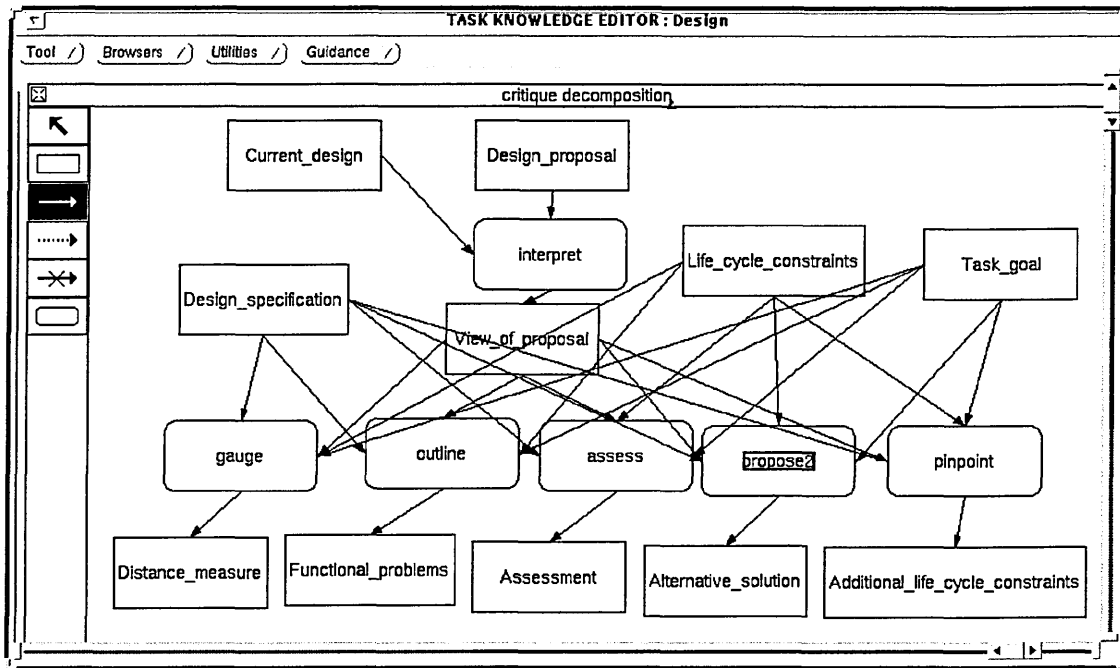 TASK KNOWLEDGE EDITOR : Design
Tool / Browsers / Utilities / Guidance /
critique decomposition
Current_design
Design_proposal
interpret
Life_cycle_constraints
Task_goal
Design_specification
View_of_proposal
gauge
outline
assess
propose2
pinpoint
Distance_measure
Functional_problems
Assessment
Alternative_solution
Additional_life_cycle_constraints